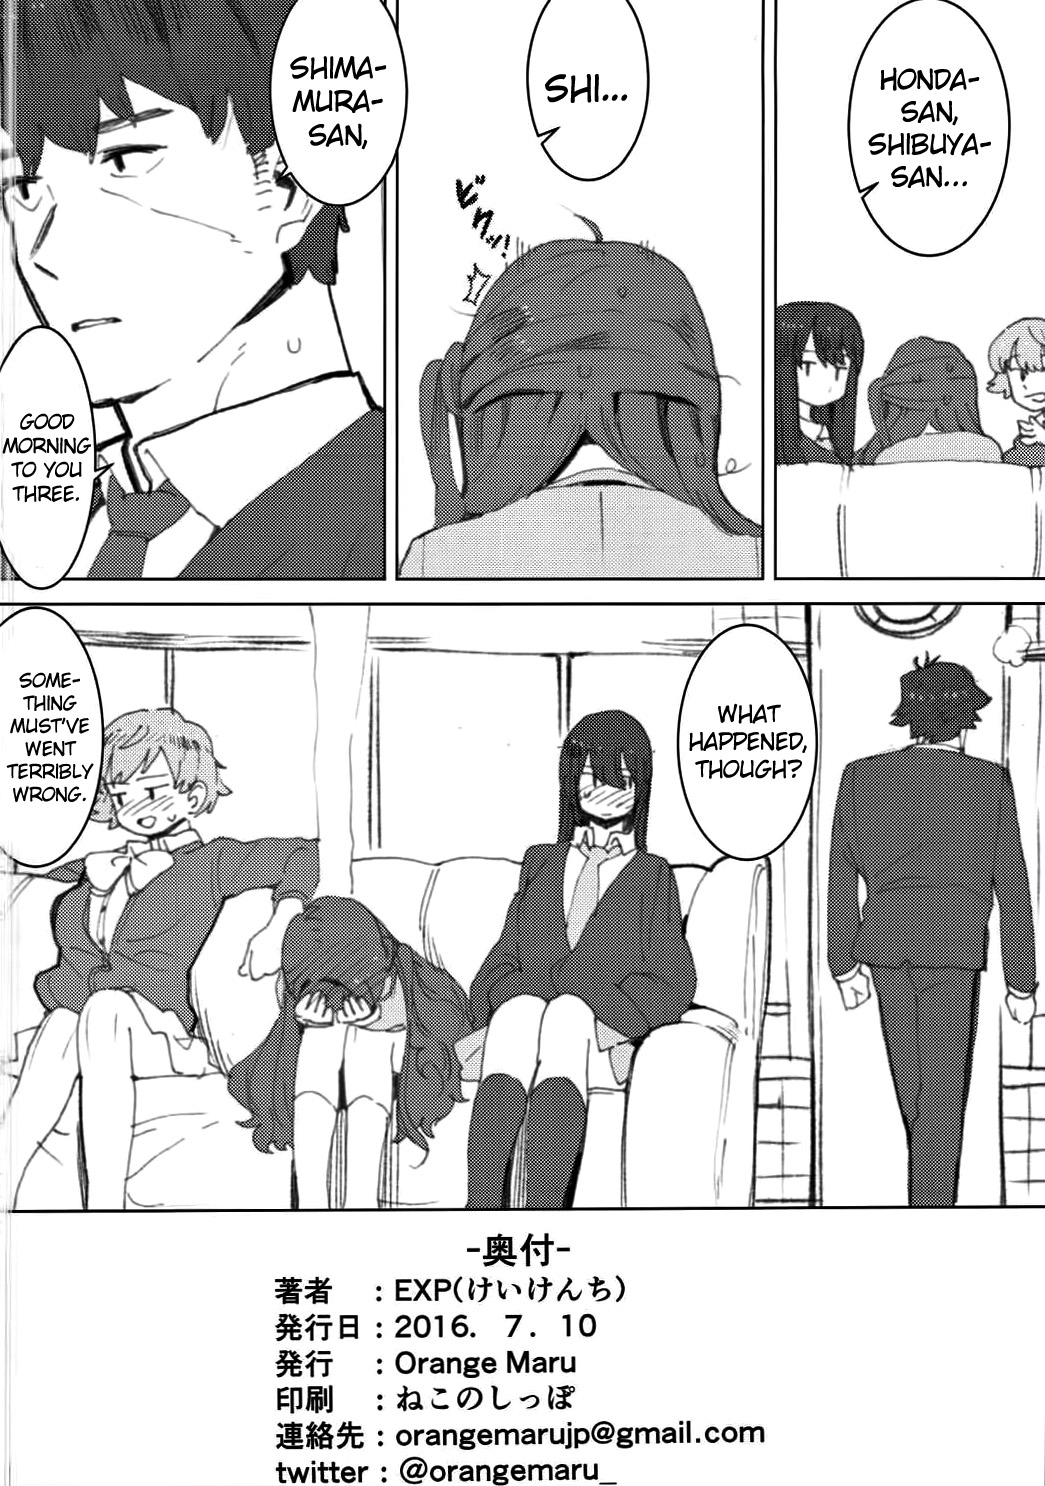 HONDA-
SAN,
SHIBUYA-
SAN...
SHI...
ビクッ!
SHIMA-
MURA-
SAN,
GOOD
MORNING
TO YOU
THREE.
WHAT
HAPPENED,
THOUGH?
SOME-
THING
MUST'VE
WENT
TERRIBLY
WRONG.
-奥付-
著者 : EXP(けいけんち)
発行日 : 2016. 7. 10
発行 : Orange Maru
印刷 : ねこのしっぽ
連絡先 : orangemarujp@gmail.com
twitter : @orangemaru_